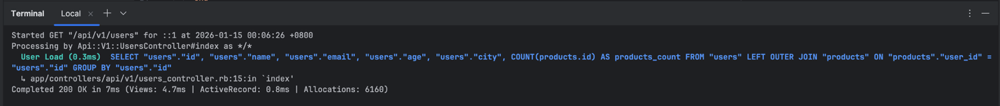 Terminal Local
Started GET "/api/v1/users" for ::1 at 2026-01-15 00:06:26 +0800
Processing by Api::V1::UsersController#index as */*
User Load (0.3ms) SELECT "users"."id", "users"."name", "users"."email", "users"."age", "users"."city", COUNT(products.id) AS products_count FROM "users" LEFT OUTER JOIN "products" ON "products"."user_id" =
"users"."id" GROUP BY "users"."id"
↳ app/controllers/api/v1/users_controller.rb:15:in `index'
Completed 200 OK in 7ms (Views: 4.7ms | ActiveRecord: 0.8ms | Allocations: 6160)